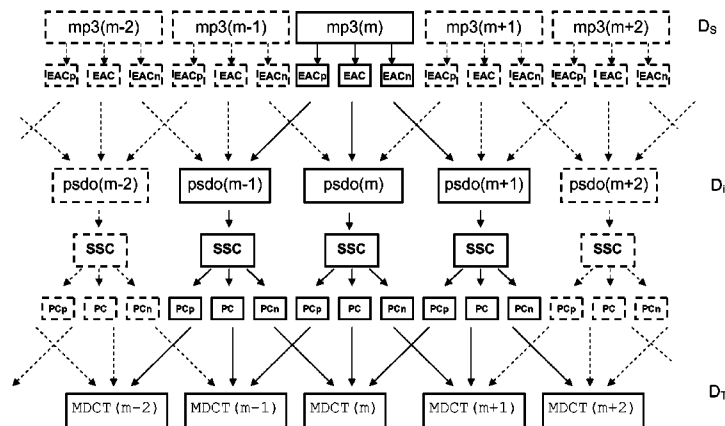 mp3(m-2) mp3(m-1) mp3(m) mp3(m+1) mp3(m+2) DS
EACp EAC EACn EACp EAC EACn EACp EAC EACn EACp EAC EACn EACp EAC EACn
psdo(m-2) psdo(m-1) psdo(m) psdo(m+1) psdo(m+2) Di
SSC SSC SSC SSC SSC
PCp PC PCn PCp PC PCn PCp PC PCn PCp PC PCn PCp PC PCn
MDCT(m-2) MDCT(m-1) MDCT(m) MDCT(m+1) MDCT(m+2) DT